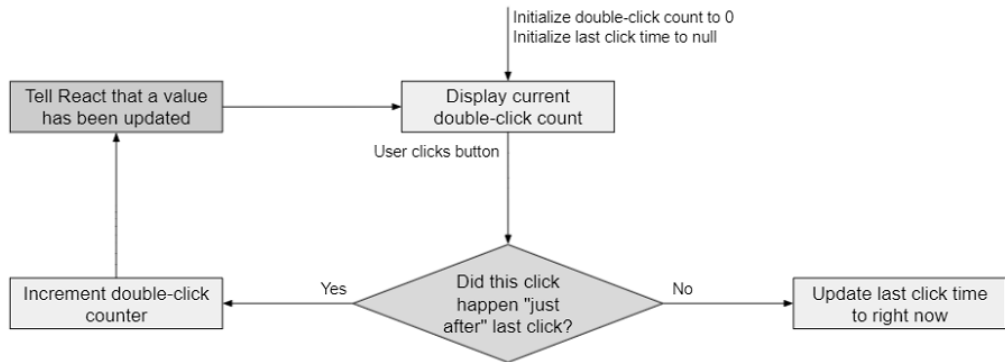 Initialize double-click count to 0
Initialize last click time to null
Tell React that a value
has been updated
Display current
double-click count
User clicks button
Did this click
happen "just
after" last click?
Yes
No
Increment double-click
counter
Update last click time
to right now